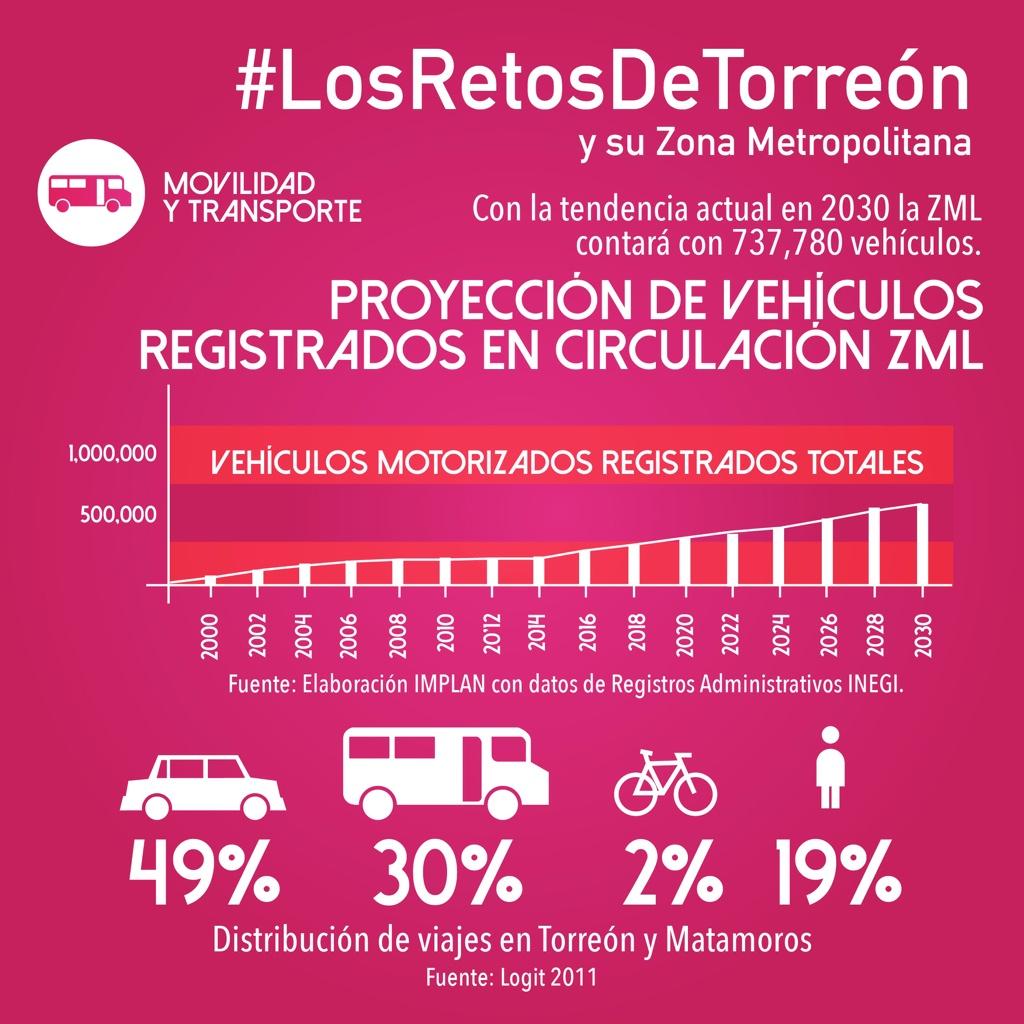 #LosRetosDeTorreón
y su Zona Metropolitana
MOVILIDAD
Y TRANSPORTE
Con la tendencia actual en 2030 la ZML
contará con 737,780 vehículos.
PROYECCIÓN DE VEHÍCULOS
REGISTRADOS EN CIRCULACIÓN ZML
1,000,000
VEHÍCULOS MOTORIZADOS REGISTRADOS TOTALES
500,000
2000 2002 2004 2006 2008 2010 2012 2014 2016 2018 2020 2022 2024 2026 2028 2030
Fuente: Elaboración IMPLAN con datos de Registros Administrativos INEGI.
49% 30% 2% 19%
Distribución de viajes en Torreón y Matamoros
Fuente: Logit 2011